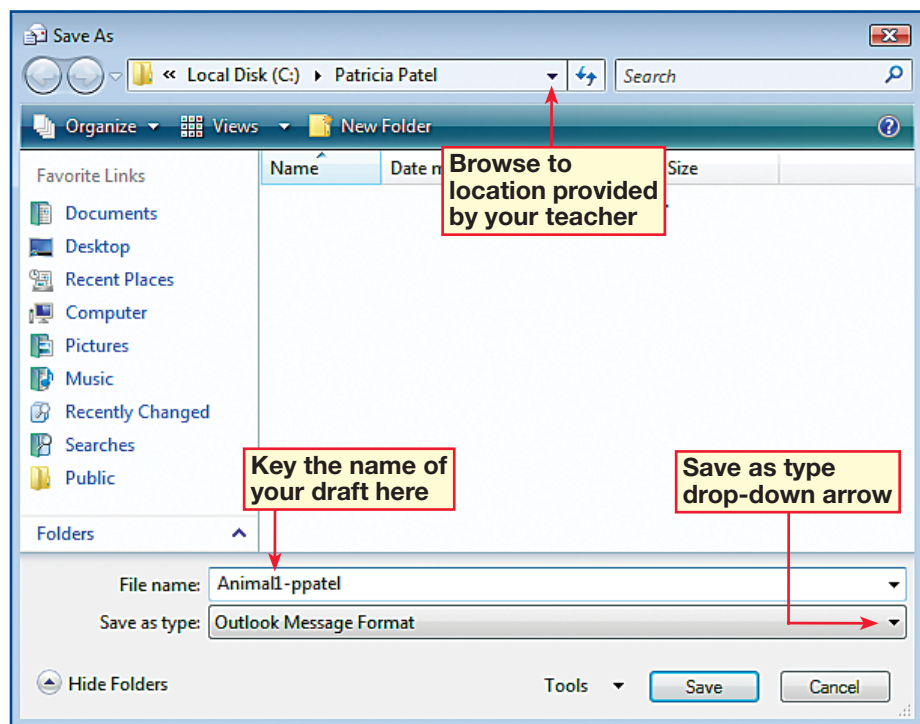 Save As
« Local Disk (C:) Patricia Patel Search
Organize Views New Folder
Favorite Links
Name Date m Size
Browse to
location provided
by your teacher
Documents
Desktop
Recent Places
Computer
Pictures
Music
Recently Changed
Searches
Public
Key the name of
your draft here
Save as type
drop-down arrow
Folders
File name: Animal1-ppatel
Save as type: Outlook Message Format
Hide Folders Tools Save Cancel